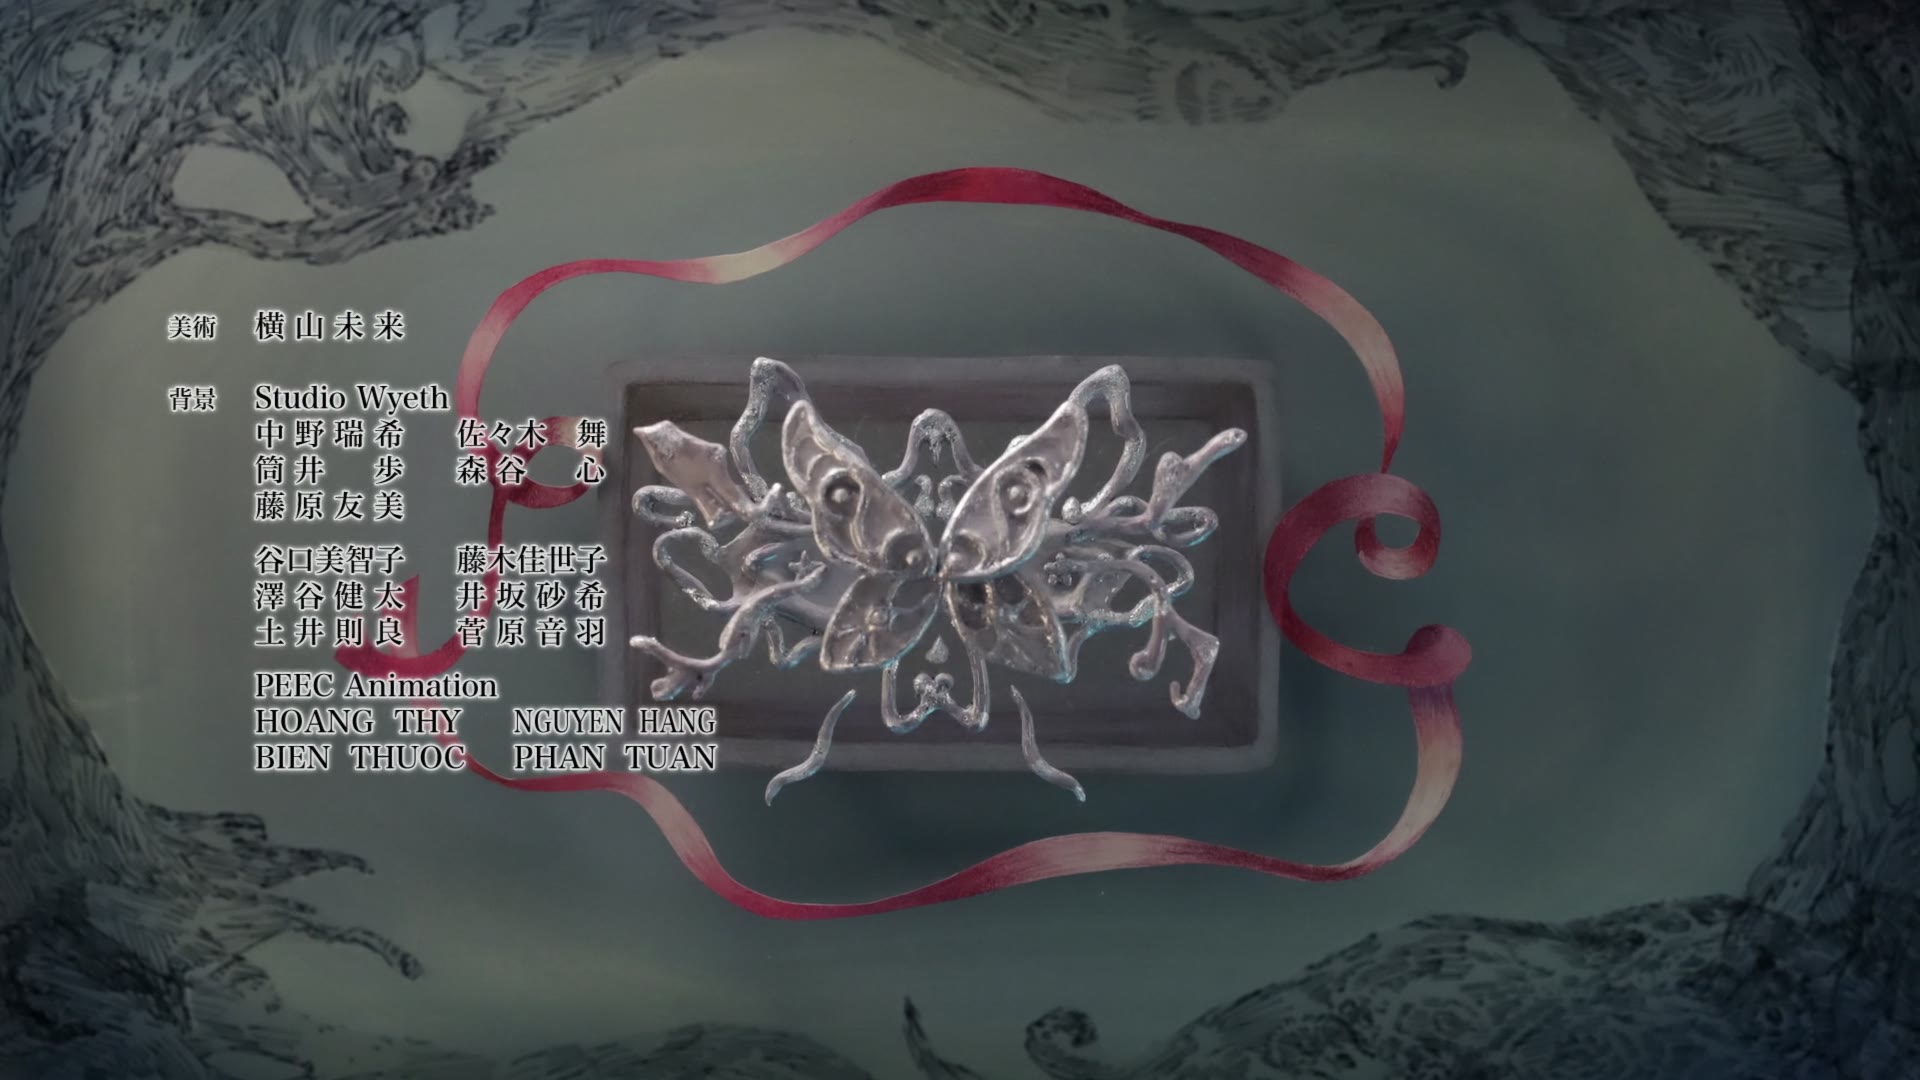 美術 横山未来
背景 Studio Wyeth
中野瑞希 佐々木 舞
筒井 歩 森谷 心
藤原友美
谷口美智子 藤木佳世子
澤谷健太 井坂砂希
土井則良 菅原音羽
PEEC Animation
HOANG THY NGUYEN HANG
BIEN THUOC PHAN TUAN